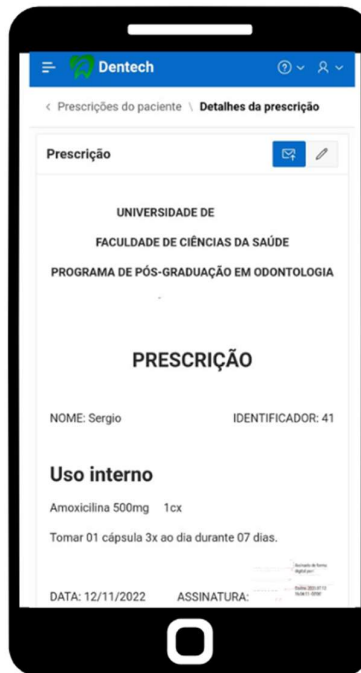 Dentech
< Prescrições do paciente \ Detalhes da prescrição
Prescrição
UNIVERSIDADE DE
FACULDADE DE CIÊNCIAS DA SAÚDE
PROGRAMA DE PÓS-GRADUAÇÃO EM ODONTOLOGIA
PRESCRIÇÃO
NOME: Sergio IDENTIFICADOR: 41
Uso interno
Amoxicilina 500mg 1cx
Tomar 01 cápsula 3x ao dia durante 07 dias.
DATA: 12/11/2022 ASSINATURA: